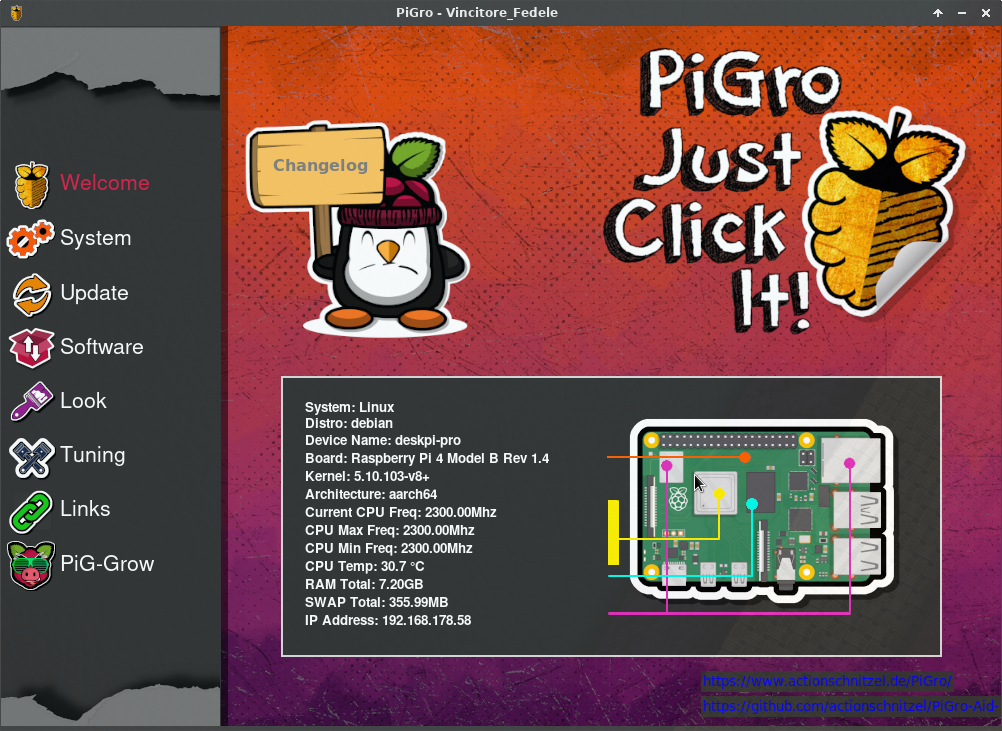 PiGro - Vincitore_Fedele
Welcome
System
Update
Software
Look
Tuning
Links
PiG-Grow
Changelog
PiGro
Just
Click
It!
System: Linux
Distro: debian
Device Name: deskpi-pro
Board: Raspberry Pi 4 Model B Rev 1.4
Kernel: 5.10.103-v8+
Architecture: aarch64
Current CPU Freq: 2300.00Mhz
CPU Max Freq: 2300.00Mhz
CPU Min Freq: 2300.00Mhz
CPU Temp: 30.7 °C
RAM Total: 7.20GB
SWAP Total: 355.99MB
IP Address: 192.168.178.58
https://www.actionschnitzel.de/PiGro/
https://github.com/actionschnitzel/PiGro-Aid-